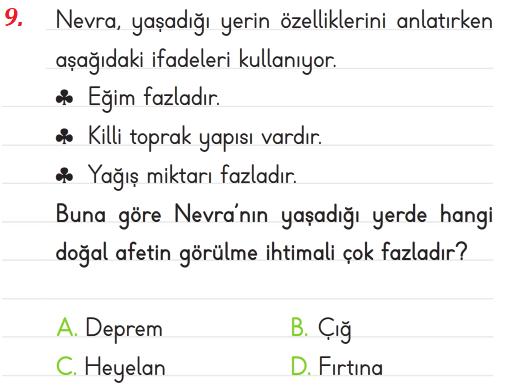 9. Nevra, yaşadığı yerin özelliklerini anlatırken
aşağıdaki ifadeleri kullanıyor.
♣ Eğim fazladır.
♣ Killi toprak yapısı vardır.
♣ Yağış miktarı fazladır.
Buna göre Nevra'nın yaşadığı yerde hangi
doğal afetin görülme ihtimali çok fazladır?
A. Deprem B. Çığ
C. Heyelan D. Fırtına